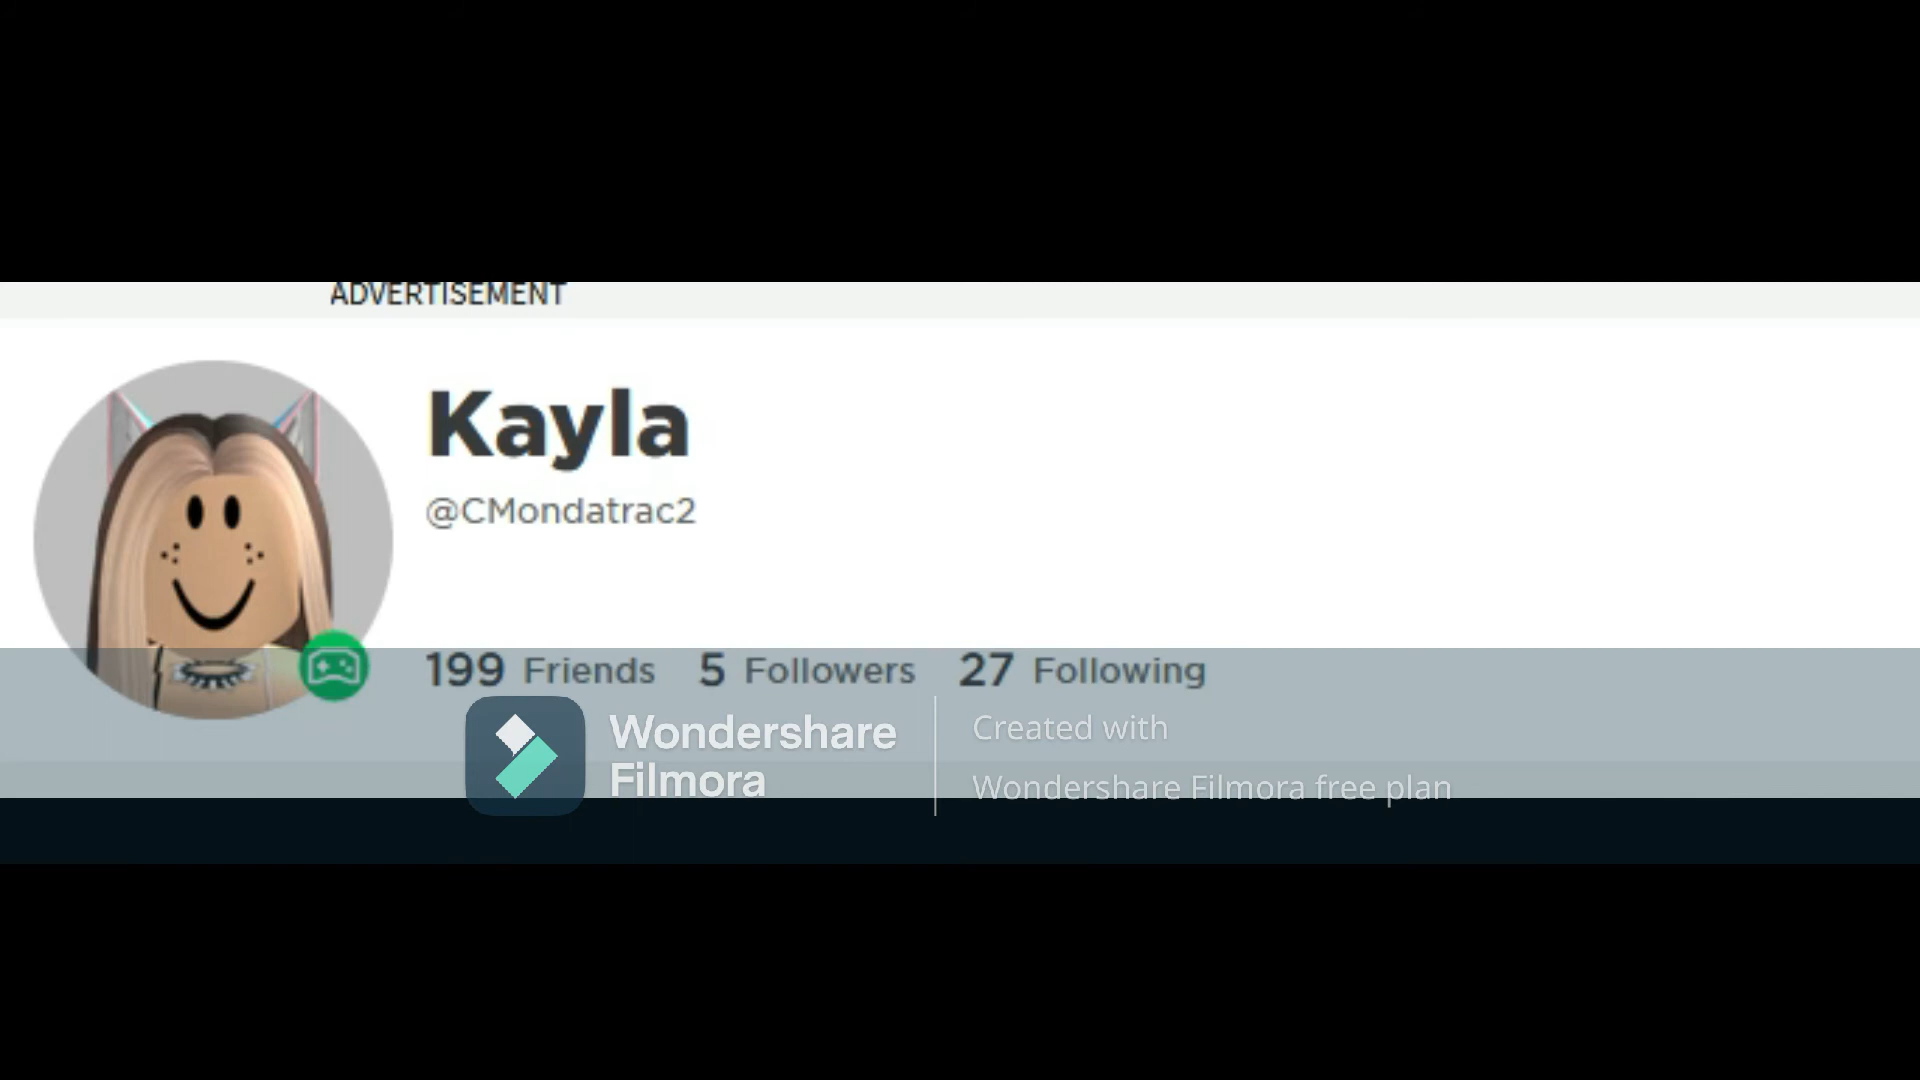 ADVERTISEMENT
Kayla
@CMondatrac2
199 Friends 5 Followers 27 Following
Wondershare
Filmora
Created with
Wondershare Filmora free plan